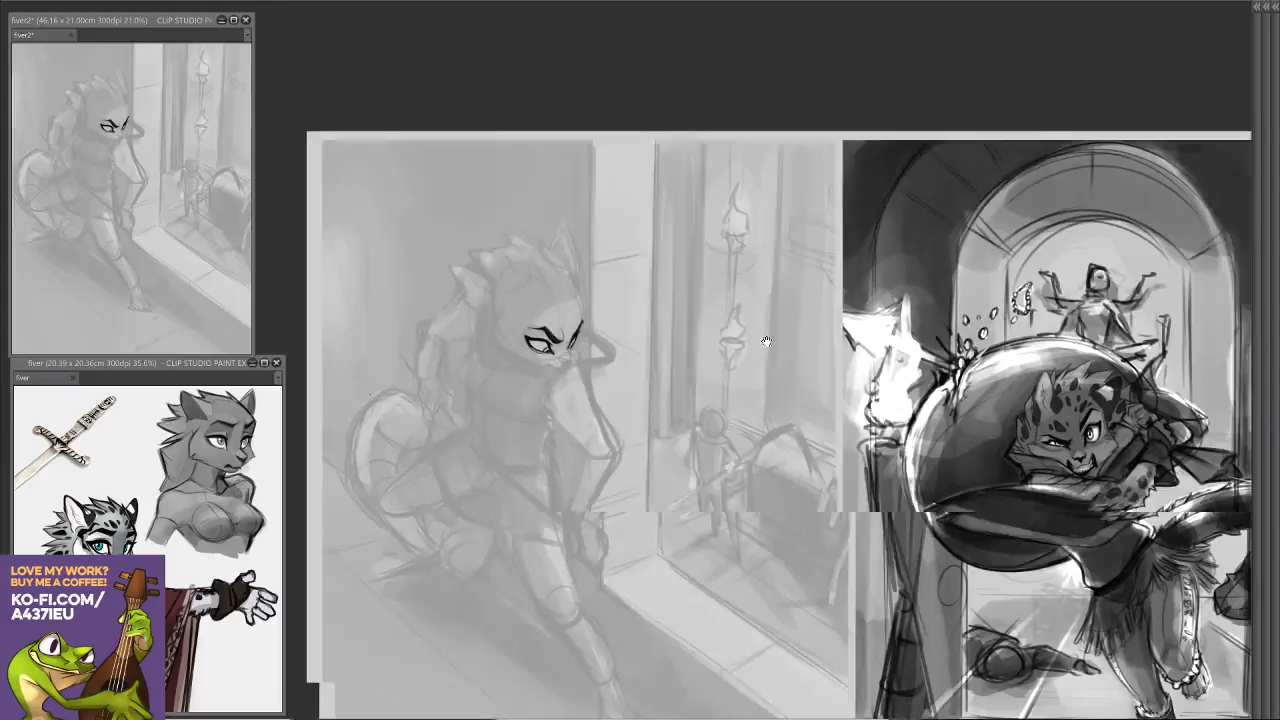 fiver2* (46.16 x 21.00cm 300dpi 21.0%) - CLIP STUDIO PA
fiver2*
fiver (20.39 x 20.36cm 300dpi 35.6%) - CLIP STUDIO PAINT EX
fiver
LOVE MY WORK?
BUY ME A COFFEE!
KO-FI.COM/
A437IEU